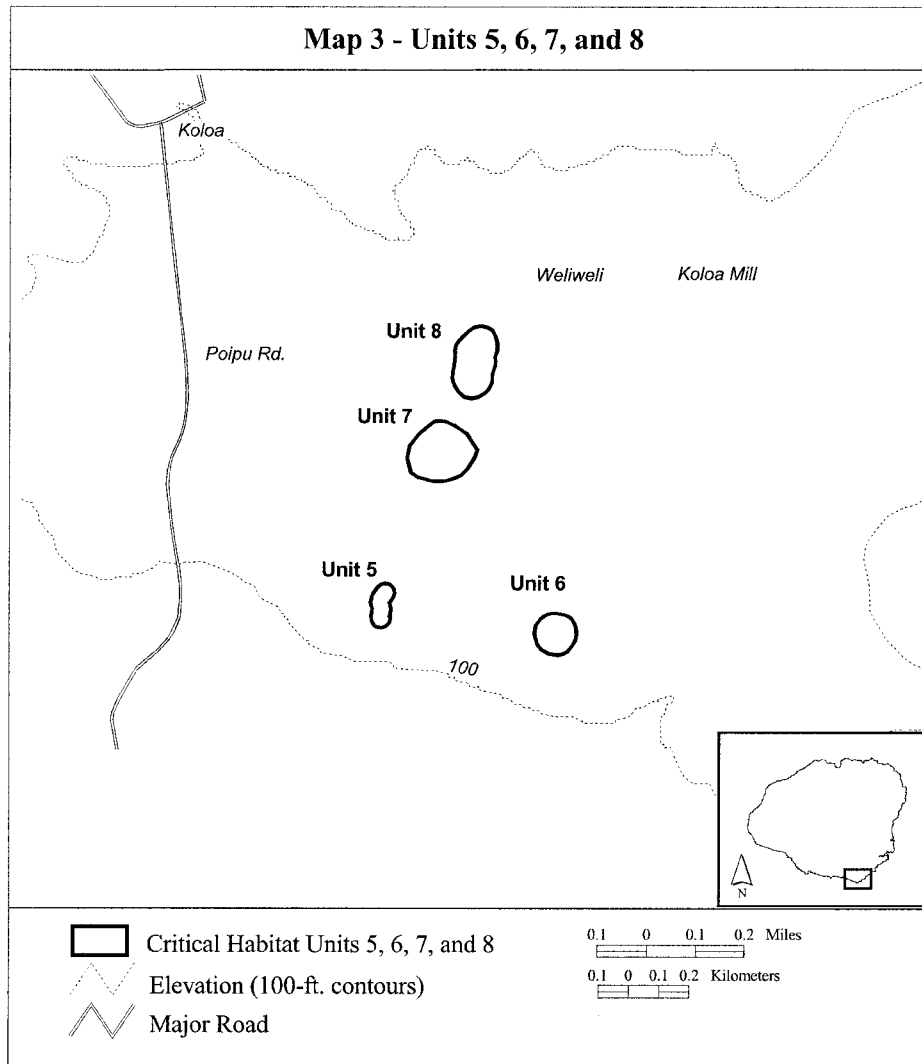 Map 3 - Units 5, 6, 7, and 8
Koloa
Weliweli Koloa Mill
Unit 8
Poipu Rd.
Unit 7
Unit 5 Unit 6
100
N
Critical Habitat Units 5, 6, 7, and 8
Elevation (100-ft. contours)
Major Road
0.1 0 0.1 0.2 Miles
0.1 0 0.1 0.2 Kilometers